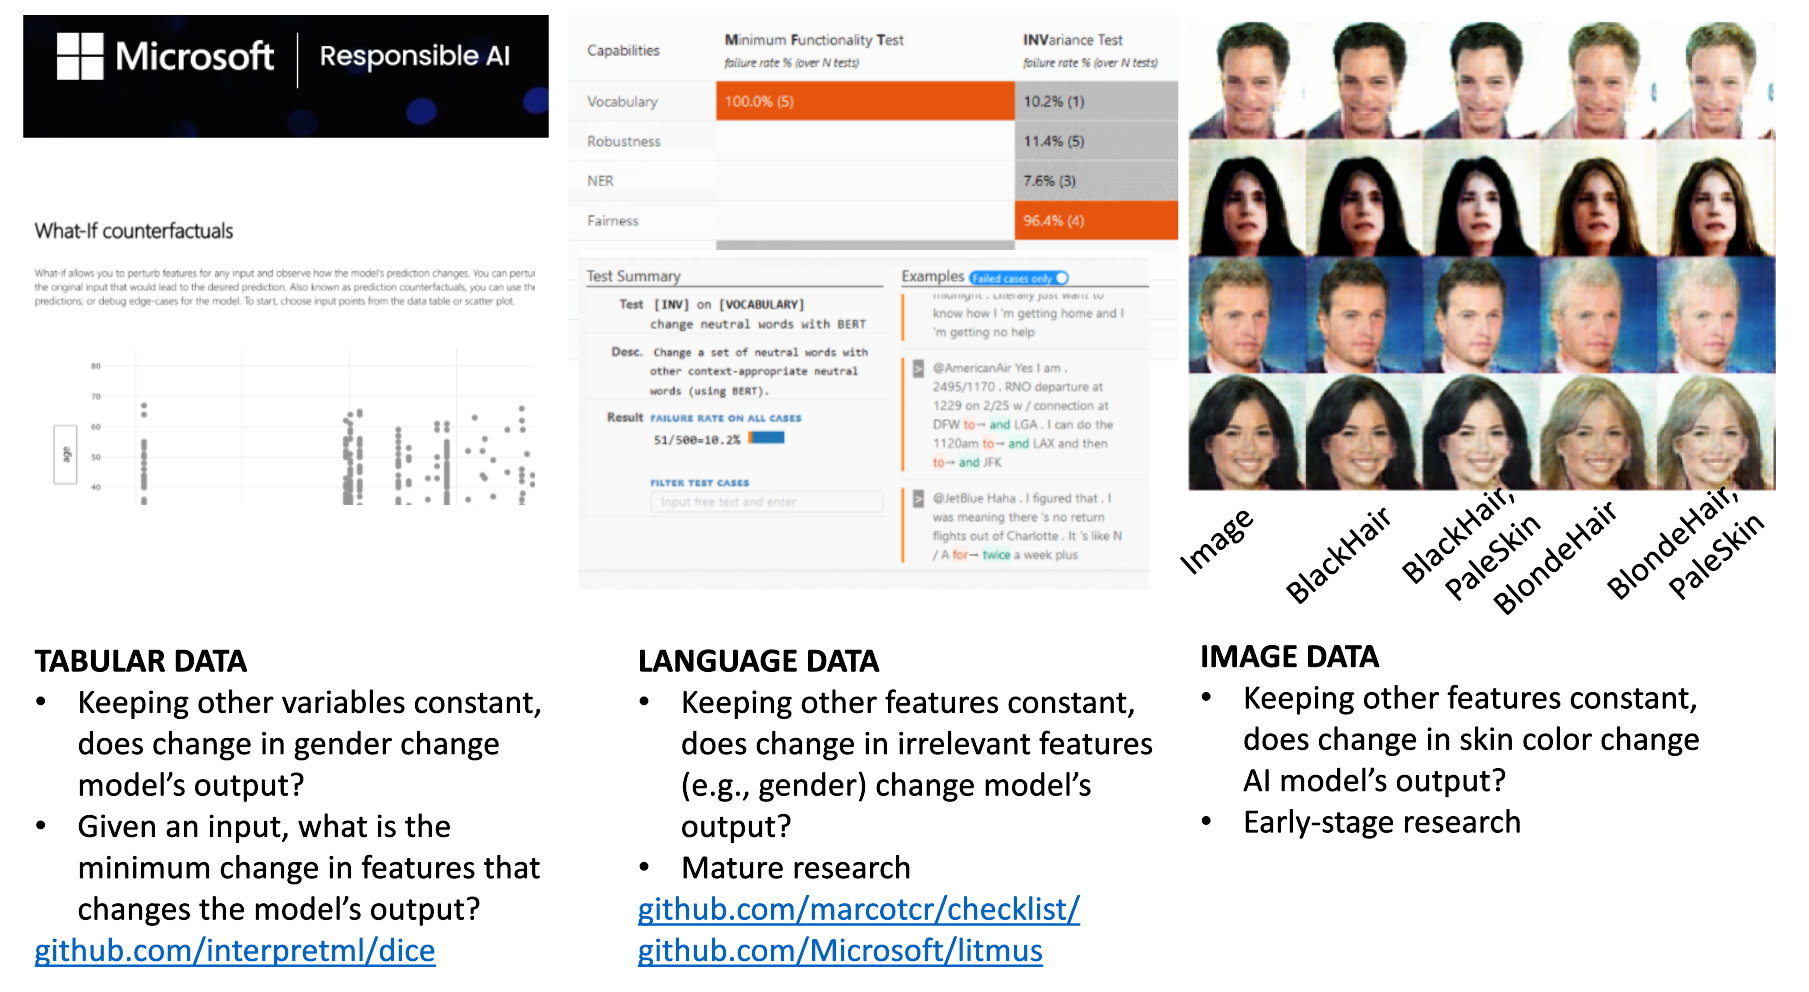 Microsoft | Responsible AI
What-If counterfactuals
What-if allows you to perturb features for any input and observe how the model's prediction changes. You can pertu
the original input that would lead to the desired prediction. Also known as prediction counterfactuals, you can use the
predictions; or debug edge-cases for the model. To start, choose input points from the data table or scatter plot.
80
70
60
50
40
age
Capabilities
Minimum Functionality Test
failure rate % (over N tests)
INVariance Test
failure rate % (over N tests)
Vocabulary 100.0% (5) 10.2% (1)
Robustness 11.4% (5)
NER 7.6% (3)
Fairness 96.4% (4)
Test Summary
Test [INV] on [VOCABULARY]
change neutral words with BERT
Desc. Change a set of neutral words with
other context-appropriate neutral
words (using BERT).
Result FAILURE RATE ON ALL CASES
51/500=10.2%
FILTER TEST CASES
Input free text and enter
Examples Failed cases only
midnight . Literally just want to
know how I 'm getting home and I
'm getting no help
@AmericanAir Yes I am .
2495/1170 . RNO departure at
1229 on 2/25 w / connection at
DFW to→ and LGA . I can do the
1120am to→ and LAX and then
to→ and JFK
@JetBlue Haha . I figured that . I
was meaning there 's no return
flights out of Charlotte . It 's like N
/ A for→ twice a week plus
Image
BlackHair
BlackHair,
PaleSkin
BlondeHair
BlondeHair,
PaleSkin
TABULAR DATA
• Keeping other variables constant,
does change in gender change
model's output?
• Given an input, what is the
minimum change in features that
changes the model's output?
github.com/interpretml/dice
LANGUAGE DATA
• Keeping other features constant,
does change in irrelevant features
(e.g., gender) change model's
output?
• Mature research
github.com/marcotcr/checklist/
github.com/Microsoft/litmus
IMAGE DATA
• Keeping other features constant,
does change in skin color change
AI model's output?
• Early-stage research